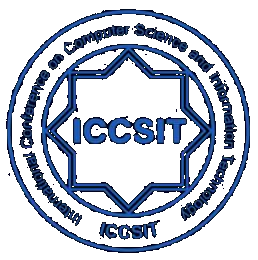 International Conference on Computer Science and Information Technology
ICCSIT
ICCSIT